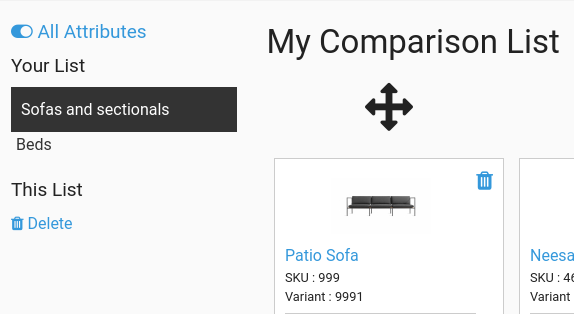 All Attributes
My Comparison List
Your List
Sofas and sectionals
Beds
This List
Delete
Patio Sofa
SKU : 999
Variant : 9991
Neesa
SKU : 46
Variant